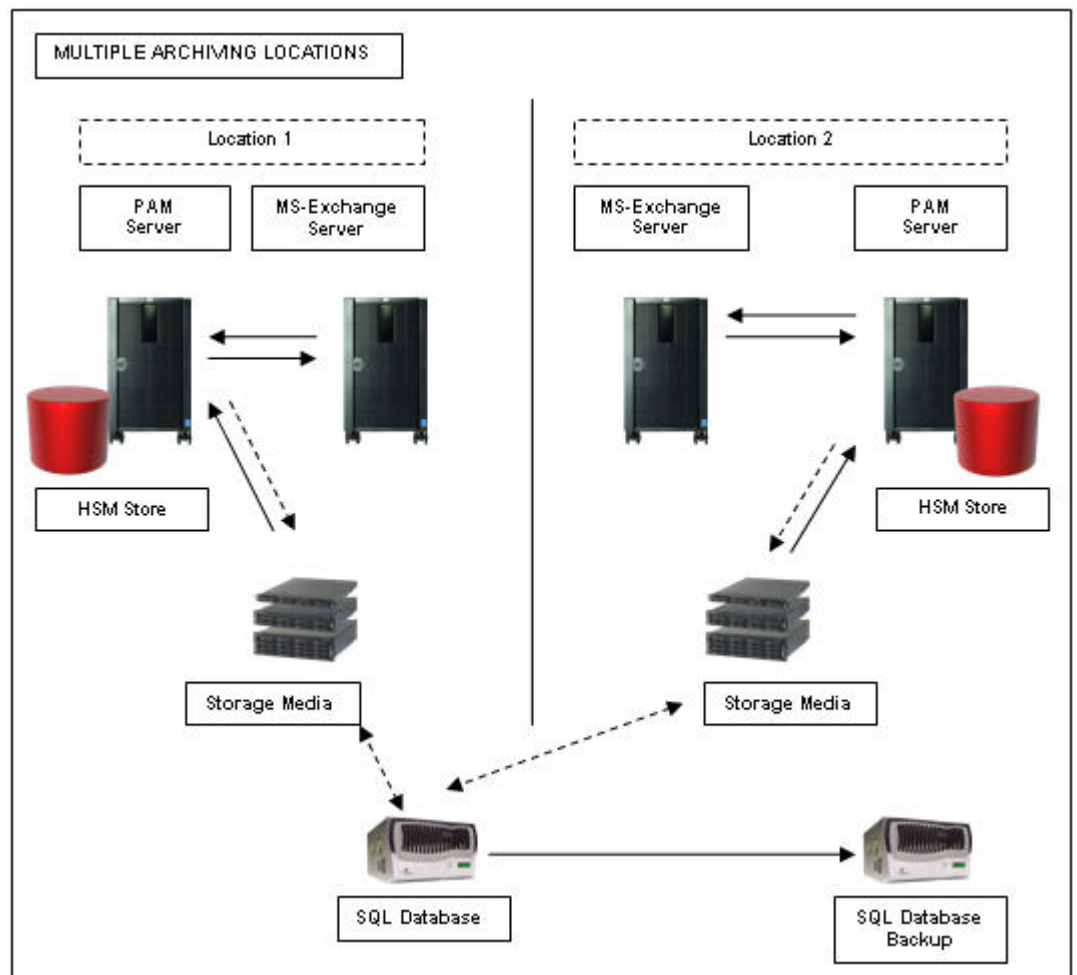 MULTIPLE ARCHIVING LOCATIONS
Location 1
Location 2
PAM
Server
MS-Exchange
Server
MS-Exchange
Server
PAM
Server
HSM Store
HSM Store
Storage Media
Storage Media
SQL Database
SQL Database
Backup